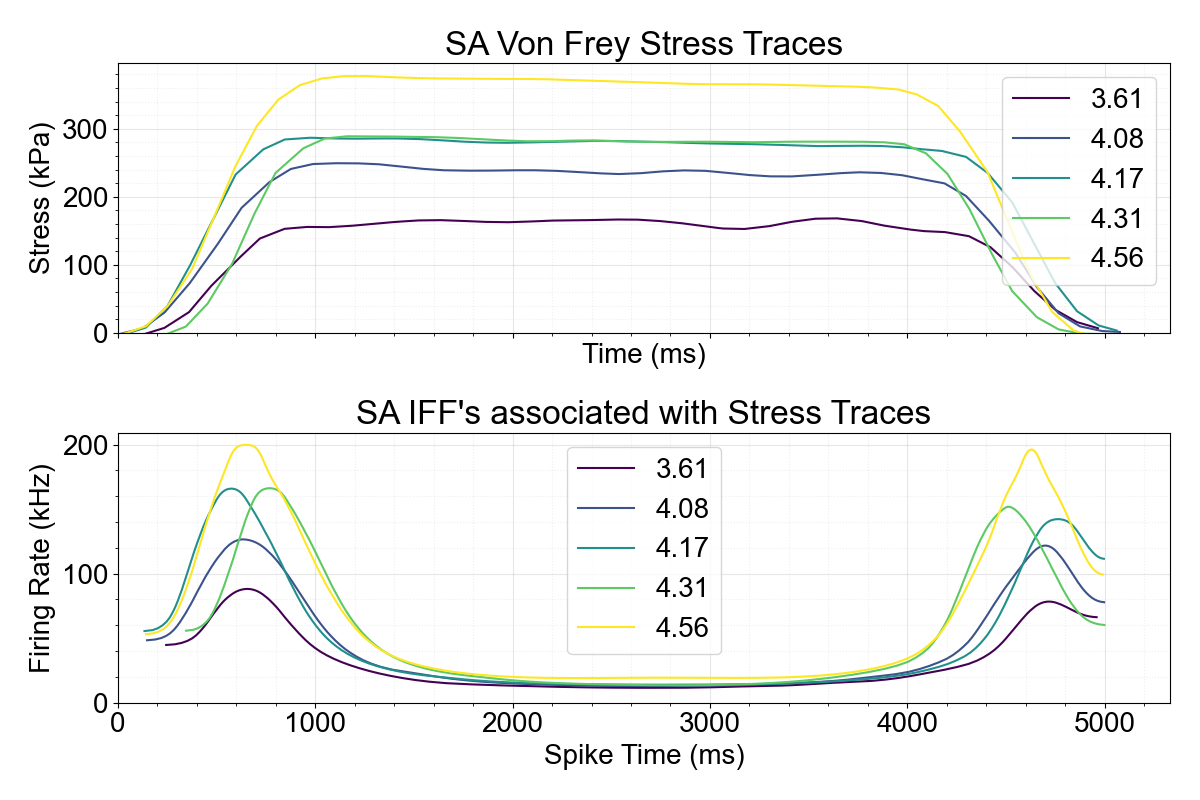 SA Von Frey Stress Traces
Stress (kPa)
300
200
100
0
3.61
4.08
4.17
4.31
4.56
Time (ms)
SA IFF's associated with Stress Traces
Firing Rate (kHz)
200
100
0
3.61
4.08
4.17
4.31
4.56
0 1000 2000 3000 4000 5000
Spike Time (ms)